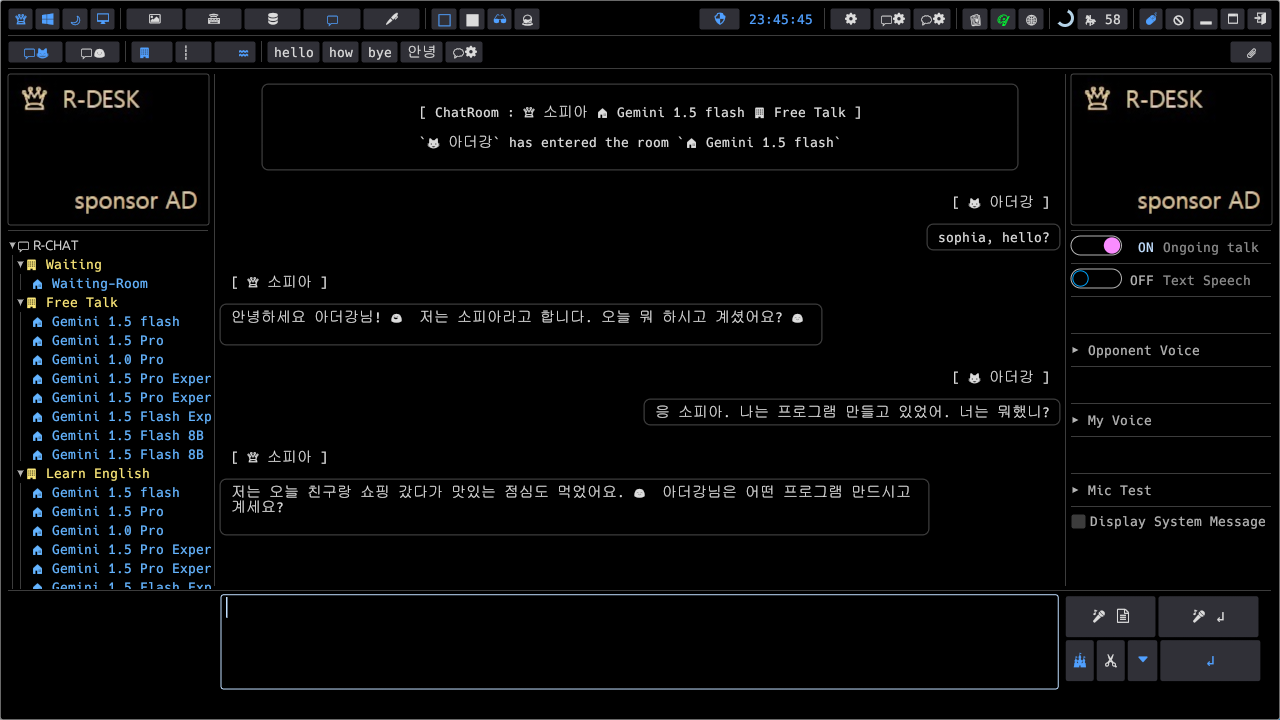 23:45:45
58
hello how bye 안녕
R-DESK
sponsor AD
R-CHAT
Waiting
Waiting-Room
Free Talk
Gemini 1.5 flash
Gemini 1.5 Pro
Gemini 1.0 Pro
Gemini 1.5 Pro Exper
Gemini 1.5 Pro Exper
Gemini 1.5 Flash Exp
Gemini 1.5 Flash 8B
Gemini 1.5 Flash 8B
Learn English
Gemini 1.5 flash
Gemini 1.5 Pro
Gemini 1.0 Pro
Gemini 1.5 Pro Exper
Gemini 1.5 Pro Exper
Gemini 1.5 Flash Exp
[ ChatRoom : 소피아 Gemini 1.5 flash Free Talk ]
` 아더강` has entered the room ` Gemini 1.5 flash`
[ 아더강 ]
sophia, hello?
[ 소피아 ]
안녕하세요 아더강님! 저는 소피아라고 합니다. 오늘 뭐 하시고 계셨어요?
[ 아더강 ]
응 소피아. 나는 프로그램 만들고 있었어. 너는 뭐했니?
[ 소피아 ]
저는 오늘 친구랑 쇼핑 갔다가 맛있는 점심도 먹었어요. 아더강님은 어떤 프로그램 만드시고
계세요?
R-DESK
sponsor AD
ON Ongoing talk
OFF Text Speech
Opponent Voice
My Voice
Mic Test
Display System Message